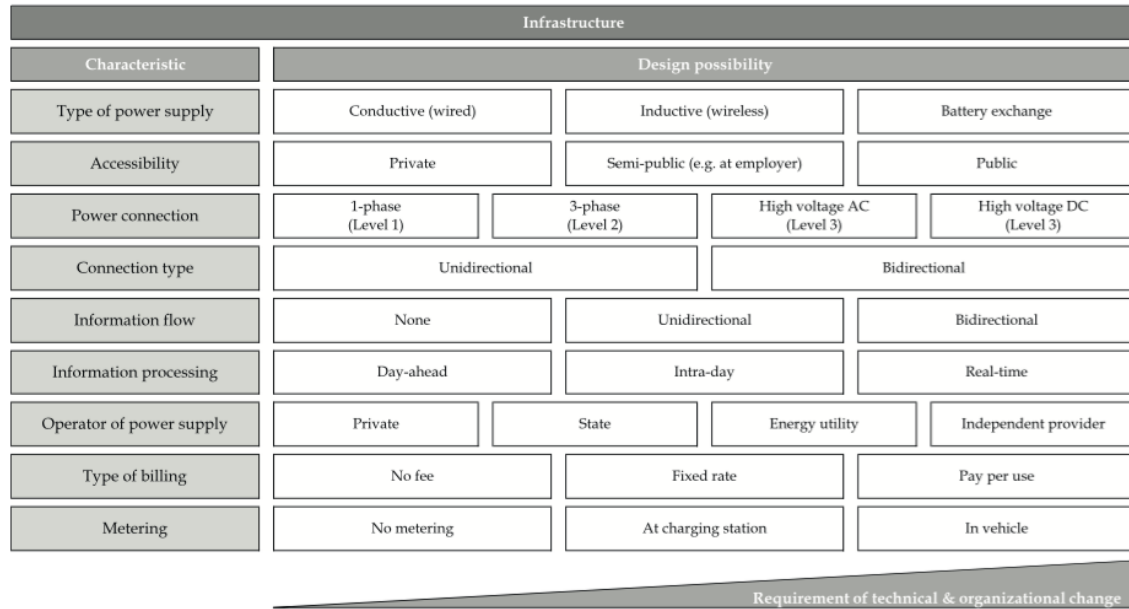 Infrastructure
Characteristic
Design possibility
Type of power supply
Conductive (wired)
Inductive (wireless)
Battery exchange
Accessibility
Private
Semi-public (e.g. at employer)
Public
Power connection
1-phase
(Level 1)
3-phase
(Level 2)
High voltage AC
(Level 3)
High voltage DC
(Level 3)
Connection type
Unidirectional
Bidirectional
Information flow
None
Unidirectional
Bidirectional
Information processing
Day-ahead
Intra-day
Real-time
Operator of power supply
Private
State
Energy utility
Independent provider
Type of billing
No fee
Fixed rate
Pay per use
Metering
No metering
At charging station
In vehicle
Requirement of technical & organizational change